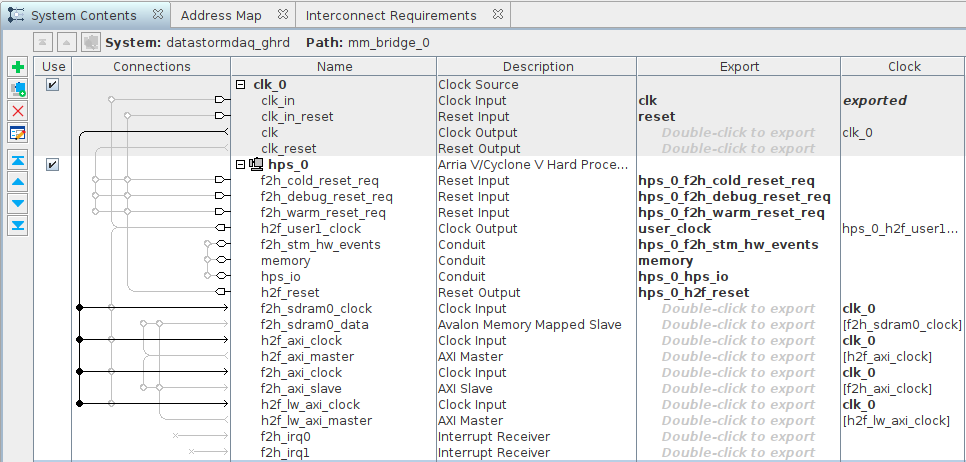 System Contents Address Map Interconnect Requirements
System: datastormdaq_ghrd Path: mm_bridge_0
Use Connections Name Description Export Clock
clk_0 Clock Source
clk_in Clock Input clk exported
clk_in_reset Reset Input reset
clk Clock Output Double-click to export clk_0
clk_reset Reset Output Double-click to export
hps_0 Arria V/Cyclone V Hard Proce...
f2h_cold_reset_req Reset Input hps_0_f2h_cold_reset_req
f2h_debug_reset_req Reset Input hps_0_f2h_debug_reset_req
f2h_warm_reset_req Reset Input hps_0_f2h_warm_reset_req
h2f_user1_clock Clock Output user_clock hps_0_h2f_user1...
f2h_stm_hw_events Conduit hps_0_f2h_stm_hw_events
memory Conduit memory
hps_io Conduit hps_0_hps_io
h2f_reset Reset Output hps_0_h2f_reset
f2h_sdram0_clock Clock Input Double-click to export clk_0
f2h_sdram0_data Avalon Memory Mapped Slave Double-click to export [f2h_sdram0_clock]
h2f_axi_clock Clock Input Double-click to export clk_0
h2f_axi_master AXI Master Double-click to export [h2f_axi_clock]
f2h_axi_clock Clock Input Double-click to export clk_0
f2h_axi_slave AXI Slave Double-click to export [f2h_axi_clock]
h2f_lw_axi_clock Clock Input Double-click to export clk_0
h2f_lw_axi_master AXI Master Double-click to export [h2f_lw_axi_clock]
f2h_irq0 Interrupt Receiver Double-click to export
f2h_irq1 Interrupt Receiver Double-click to export